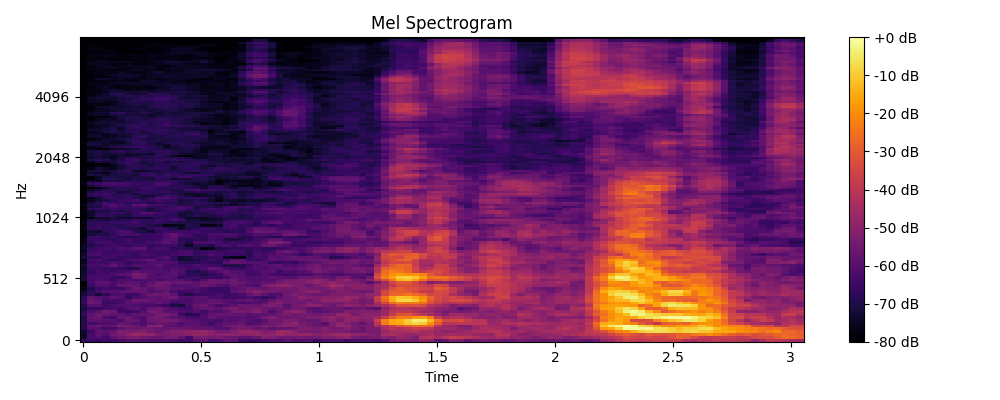 Mel Spectrogram
Hz
4096
2048
1024
512
0
0
0.5
1
1.5
2
2.5
3
Time
+0 dB
-10 dB
-20 dB
-30 dB
-40 dB
-50 dB
-60 dB
-70 dB
-80 dB